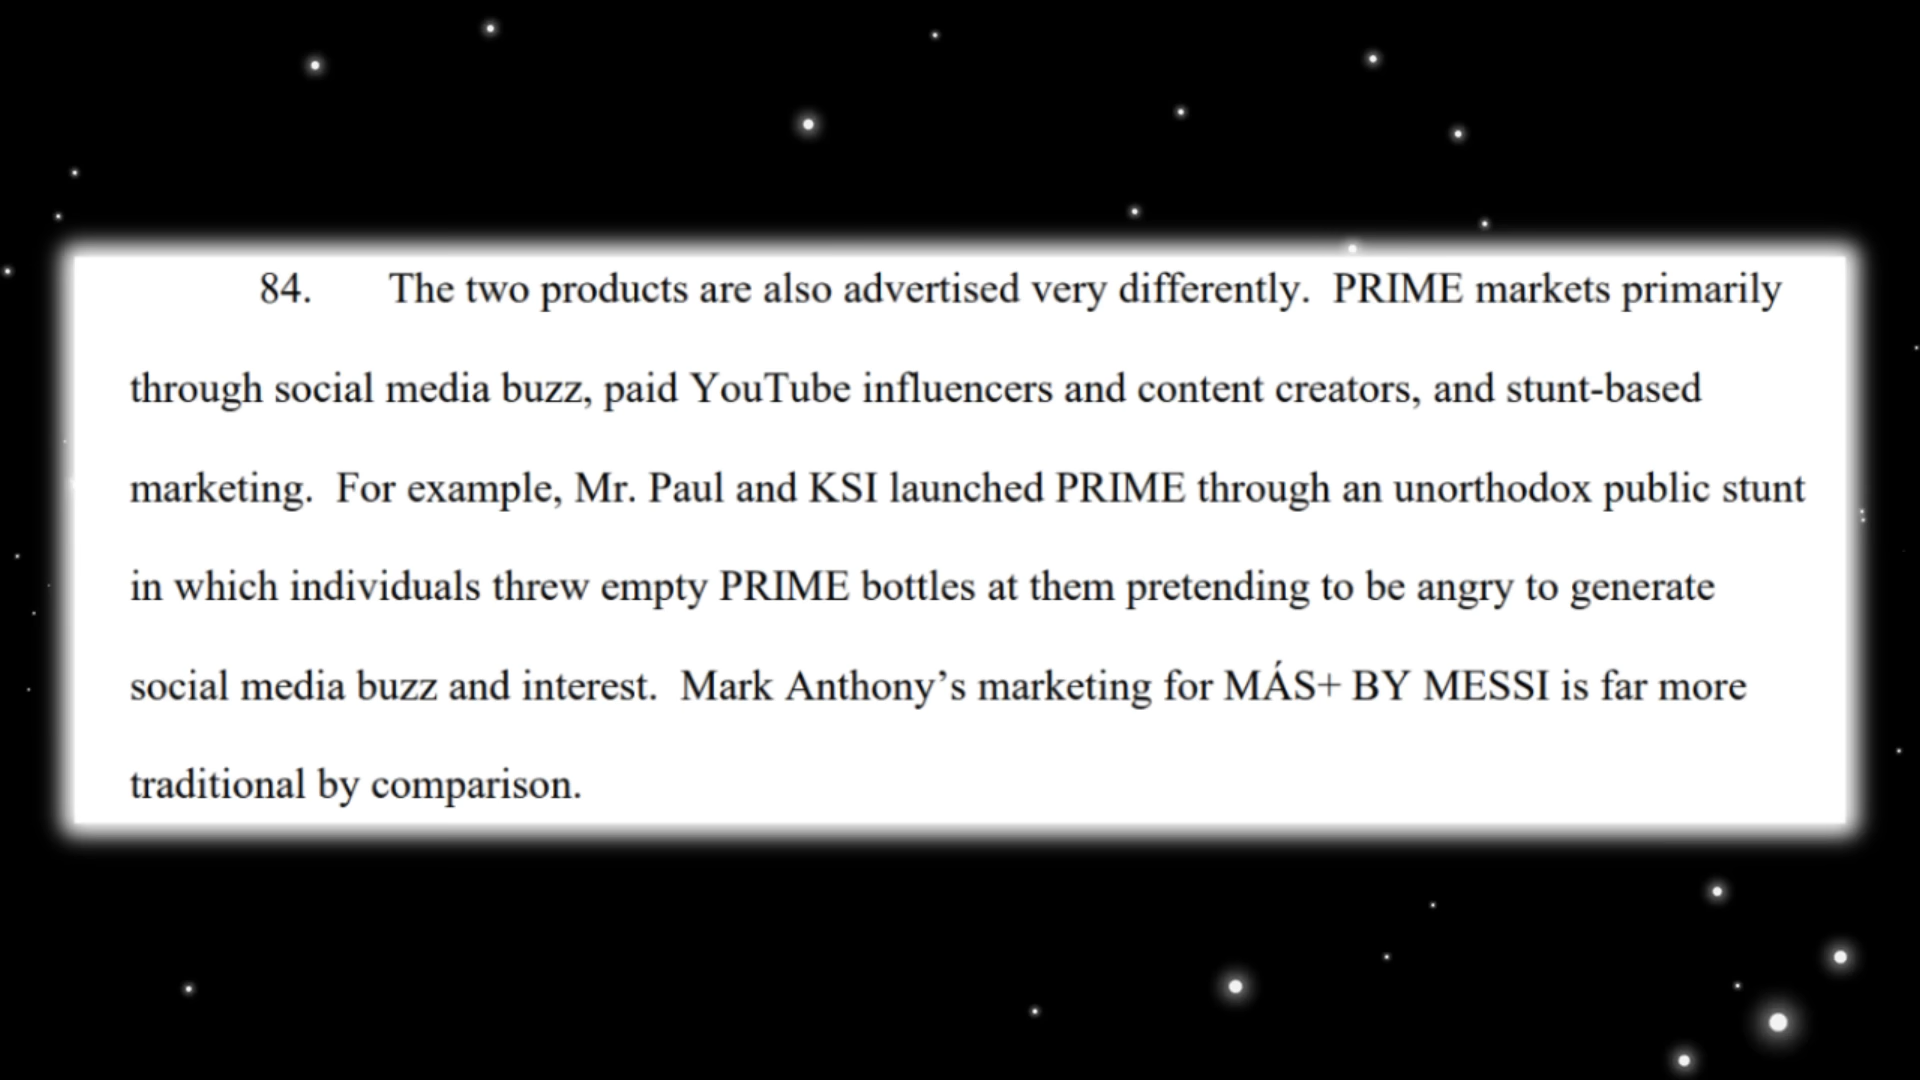 84. The two products are also advertised very differently. PRIME markets primarily
through social media buzz, paid YouTube influencers and content creators, and stunt-based
marketing. For example, Mr. Paul and KSI launched PRIME through an unorthodox public stunt
in which individuals threw empty PRIME bottles at them pretending to be angry to generate
social media buzz and interest. Mark Anthony’s marketing for MÁS+ BY MESSI is far more
traditional by comparison.